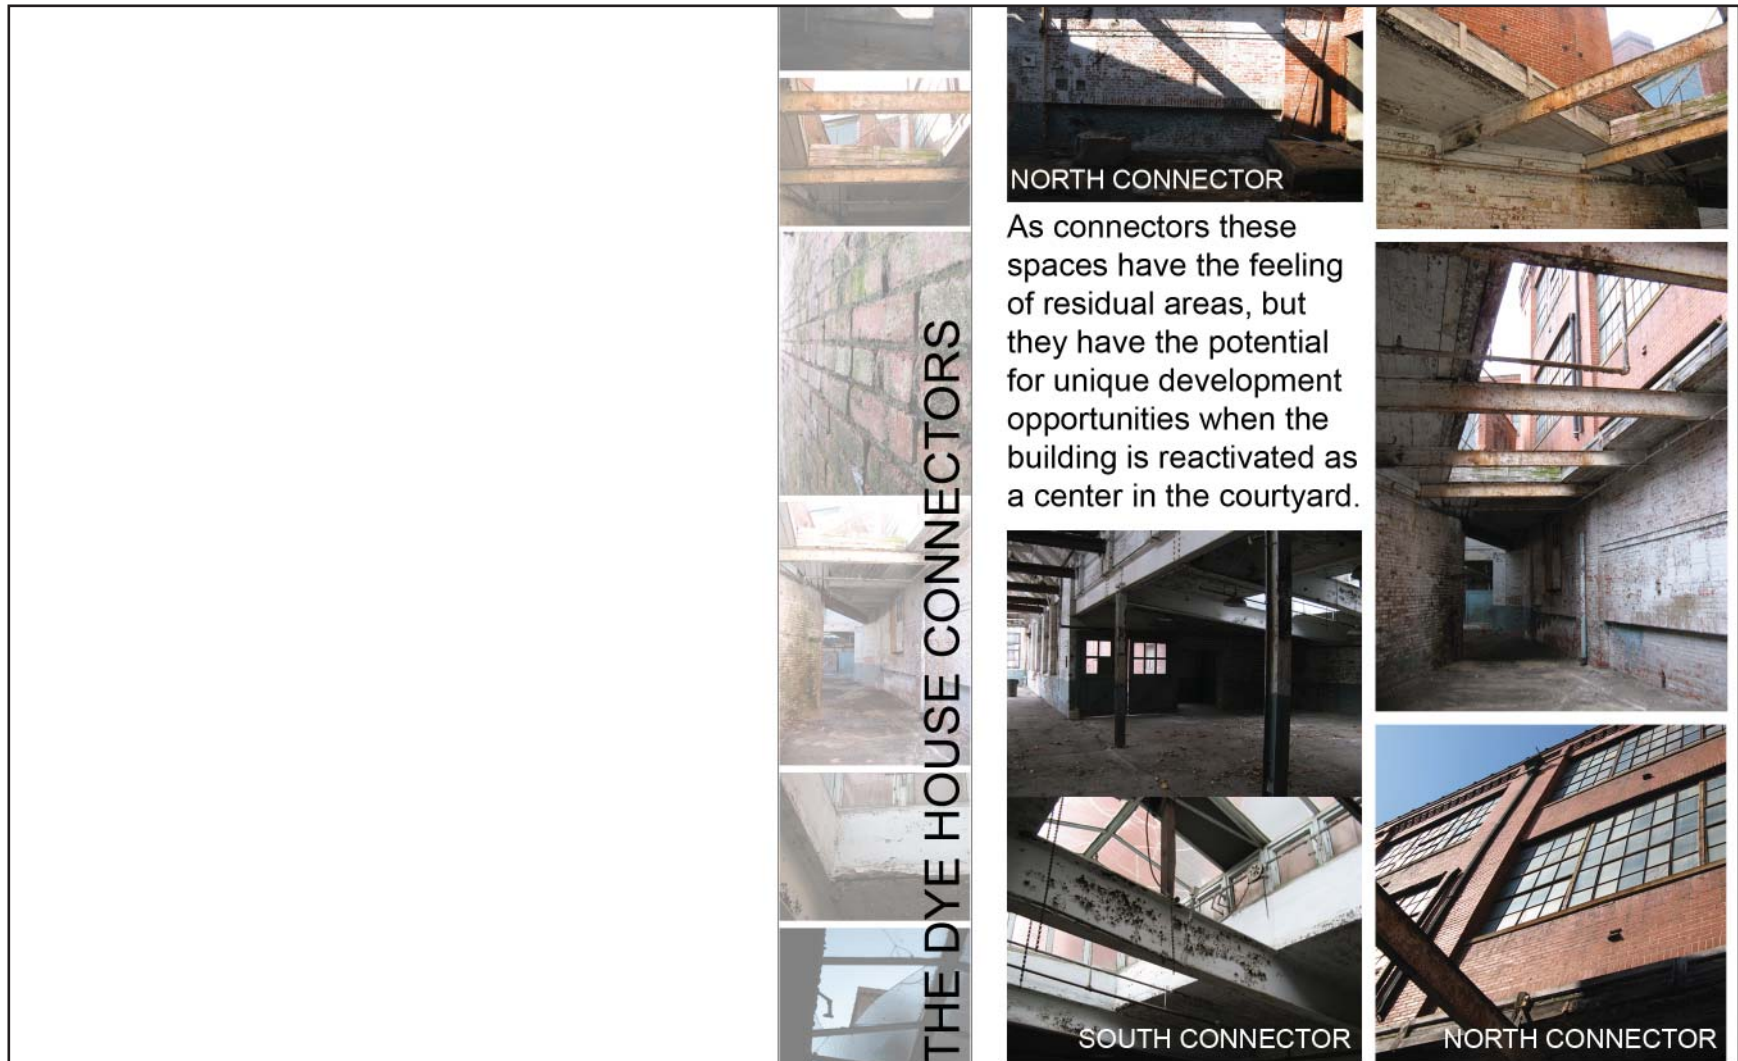 THE DYE HOUSE CONNECTORS
NORTH CONNECTOR
As connectors these
spaces have the feeling
of residual areas, but
they have the potential
for unique development
opportunities when the
building is reactivated as
a center in the courtyard.
SOUTH CONNECTOR
NORTH CONNECTOR